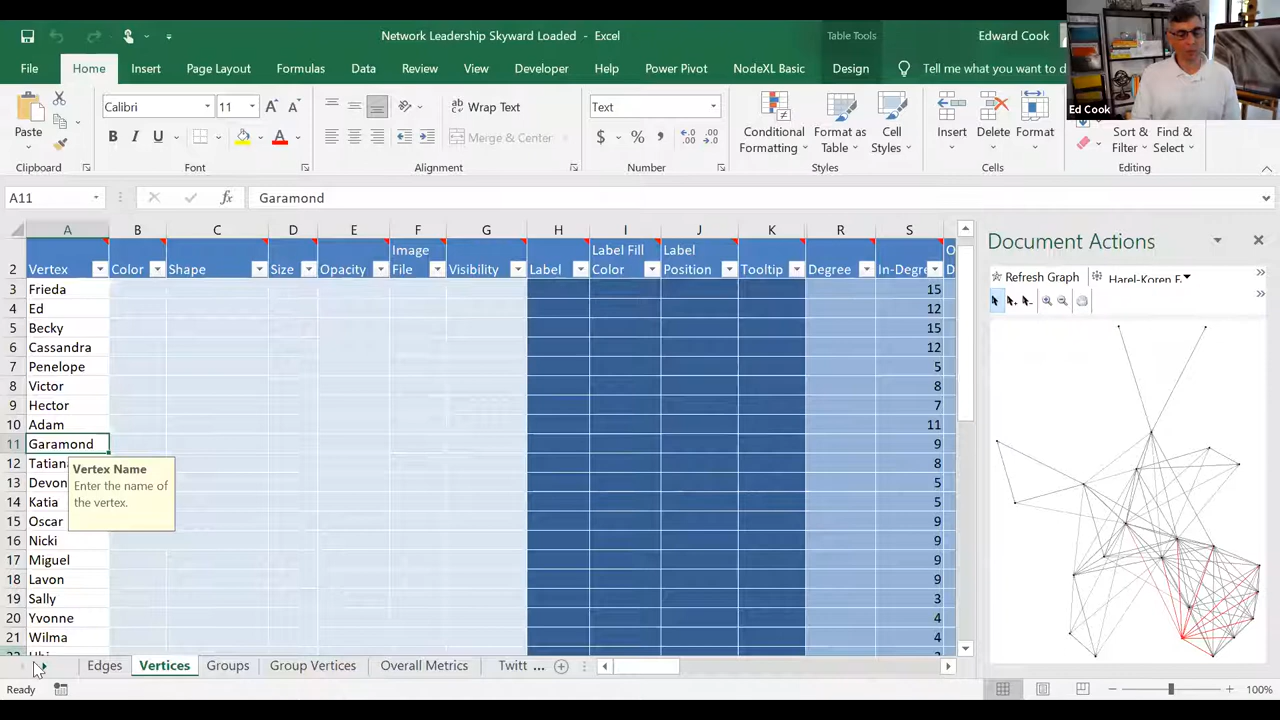 Network Leadership Skyward Loaded - Excel
Table Tools
Edward Cook
File
Home
Insert
Page Layout
Formulas
Data
Review
View
Developer
Help
Power Pivot
NodeXL Basic
Design
Tell me what you want to d
Ed Cook
Paste
Calibri
11
B I U
Wrap Text
Merge & Center
Text
$ %
Conditional
Formatting
Format as
Table
Cell
Styles
Insert
Delete
Format
Sort &
Filter
Find &
Select
Clipboard
Font
Alignment
Number
Styles
Cells
Editing
A11
fx
Garamond
A B C D E F G H I J K R S
2 Vertex Color Shape Size Opacity Image File Visibility Label Label Fill Color Label Position Tooltip Degree In-Degre
3 Frieda 15
4 Ed 12
5 Becky 15
6 Cassandra 12
7 Penelope 5
8 Victor 8
9 Hector 7
10 Adam 11
11 Garamond 9
12 Tatian 8
13 Devon 5
14 Katia 5
15 Oscar 9
16 Nicki 9
17 Miguel 9
18 Lavon 9
19 Sally 3
20 Yvonne 4
21 Wilma 4
Vertex Name
Enter the name of
the vertex.
Document Actions
Refresh Graph
Harel-Koren F
Edges
Vertices
Groups
Group Vertices
Overall Metrics
Twitt ...
Ready
100%